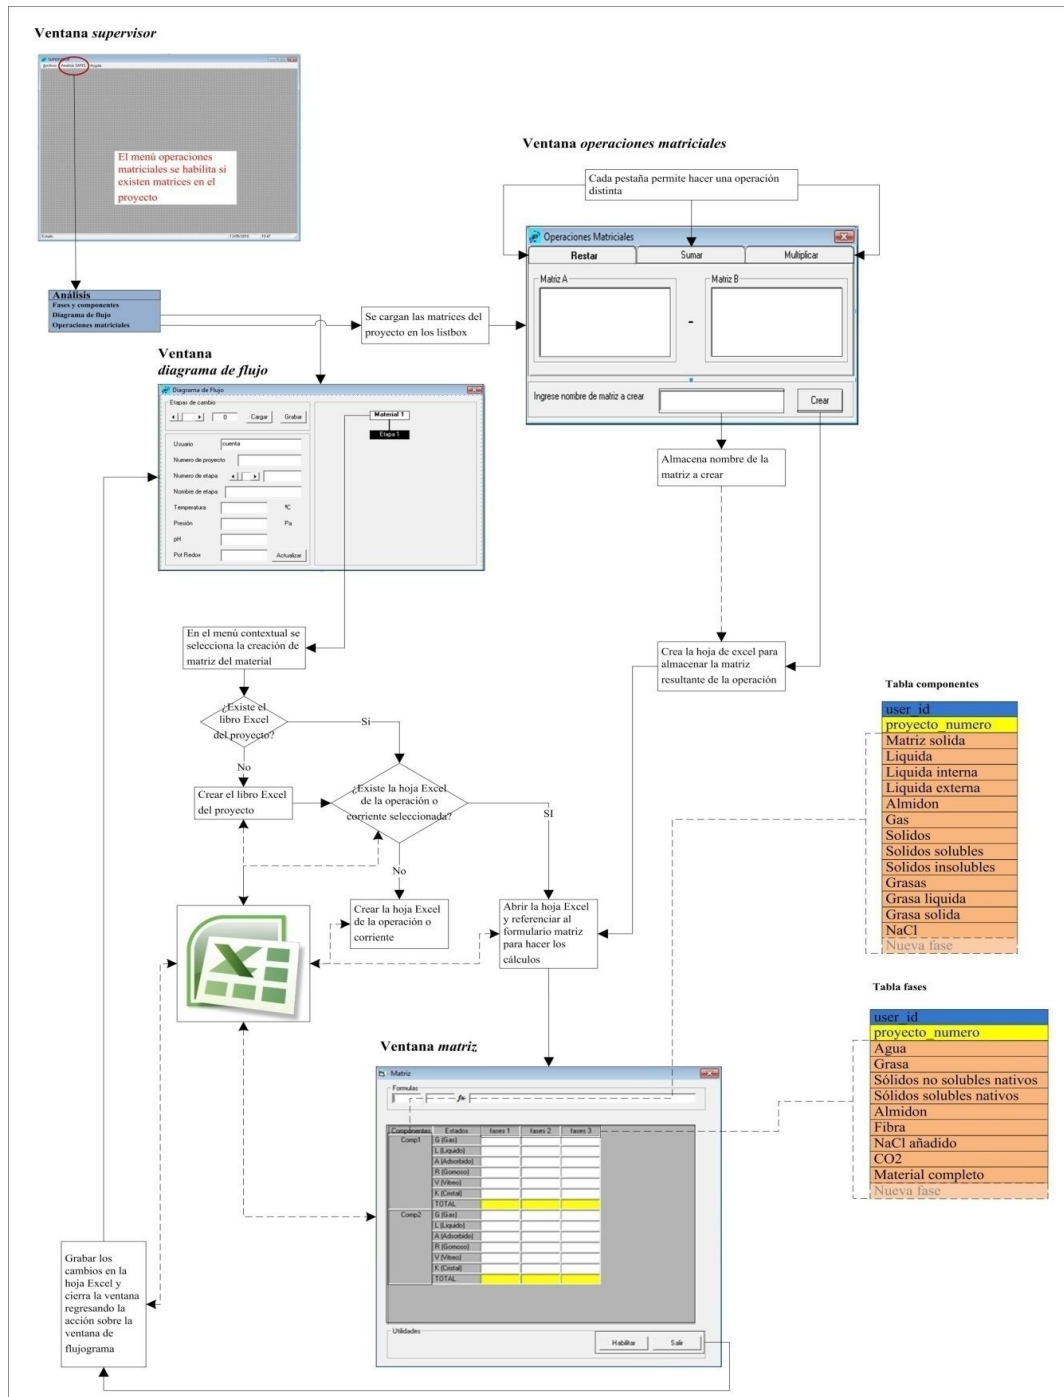 Ventana supervisor
Archivo Análisis SAFES Ayuda
El menú operaciones
matriciales se habilita si
existen matrices en el
proyecto
Estado
Ventana operaciones matriciales
Cada pestaña permite hacer una operación
distinta
Operaciones Matriciales
Restar Sumar Multiplicar
Matriz A Matriz B
-
Ingrese nombre de matriz a crear Crear
Análisis
Fases y componentes
Diagrama de flujo
Operaciones matriciales
Se cargan las matrices del
proyecto en los listbox
Ventana
diagrama de flujo
Diagrama de Flujo
Etapas de cambio
0 Cargar Grabar
Material 1
Etapa 1
Usuario cuenta
Numero de proyecto
Numero de etapa
Nombre de etapa
Temperatura ºC
Presión Pa
pH
Pot Redox Actualizar
Almacena nombre de la
matriz a crear
En el menú contextual se
selecciona la creación de
matriz del material
Crea la hoja de excel para
almacenar la matriz
resultante de la operación
¿Existe el
libro Excel
del proyecto?
Si
No
Crear el libro Excel
del proyecto
¿Existe la hoja Excel
de la operación o
corriente seleccionada?
SI
No
Crear la hoja Excel
de la operación o
corriente
Abrir la hoja Excel
y referenciar al
formulario matriz
para hacer los
cálculos
Tabla componentes
user_id
proyecto_numero
Matriz solida
Liquida
Liquida interna
Liquida externa
Almidon
Gas
Solidos
Solidos solubles
Solidos insolubles
Grasas
Grasa liquida
Grasa solida
NaCl
Nueva fase
Tabla fases
user_id
proyecto_numero
Agua
Grasa
Sólidos no solubles nativos
Sólidos solubles nativos
Almidon
Fibra
NaCl añadido
CO2
Material completo
Nueva fase
Ventana matriz
Matriz
Formulas
fx
Componentes Estados fases 1 fases 2 fases 3
Comp1 G (Gas)
L (Liquido)
A (Adsorbido)
R (Gomoso)
V (Vitreo)
K (Cristal)
TOTAL
Comp2 G (Gas)
L (Liquido)
A (Adsorbido)
R (Gomoso)
V (Vitreo)
K (Cristal)
TOTAL
Utilidades
Habilitar Salir
Grabar los
cambios en la
hoja Excel y
cierra la ventana
regresando la
acción sobre la
ventana de
flujograma